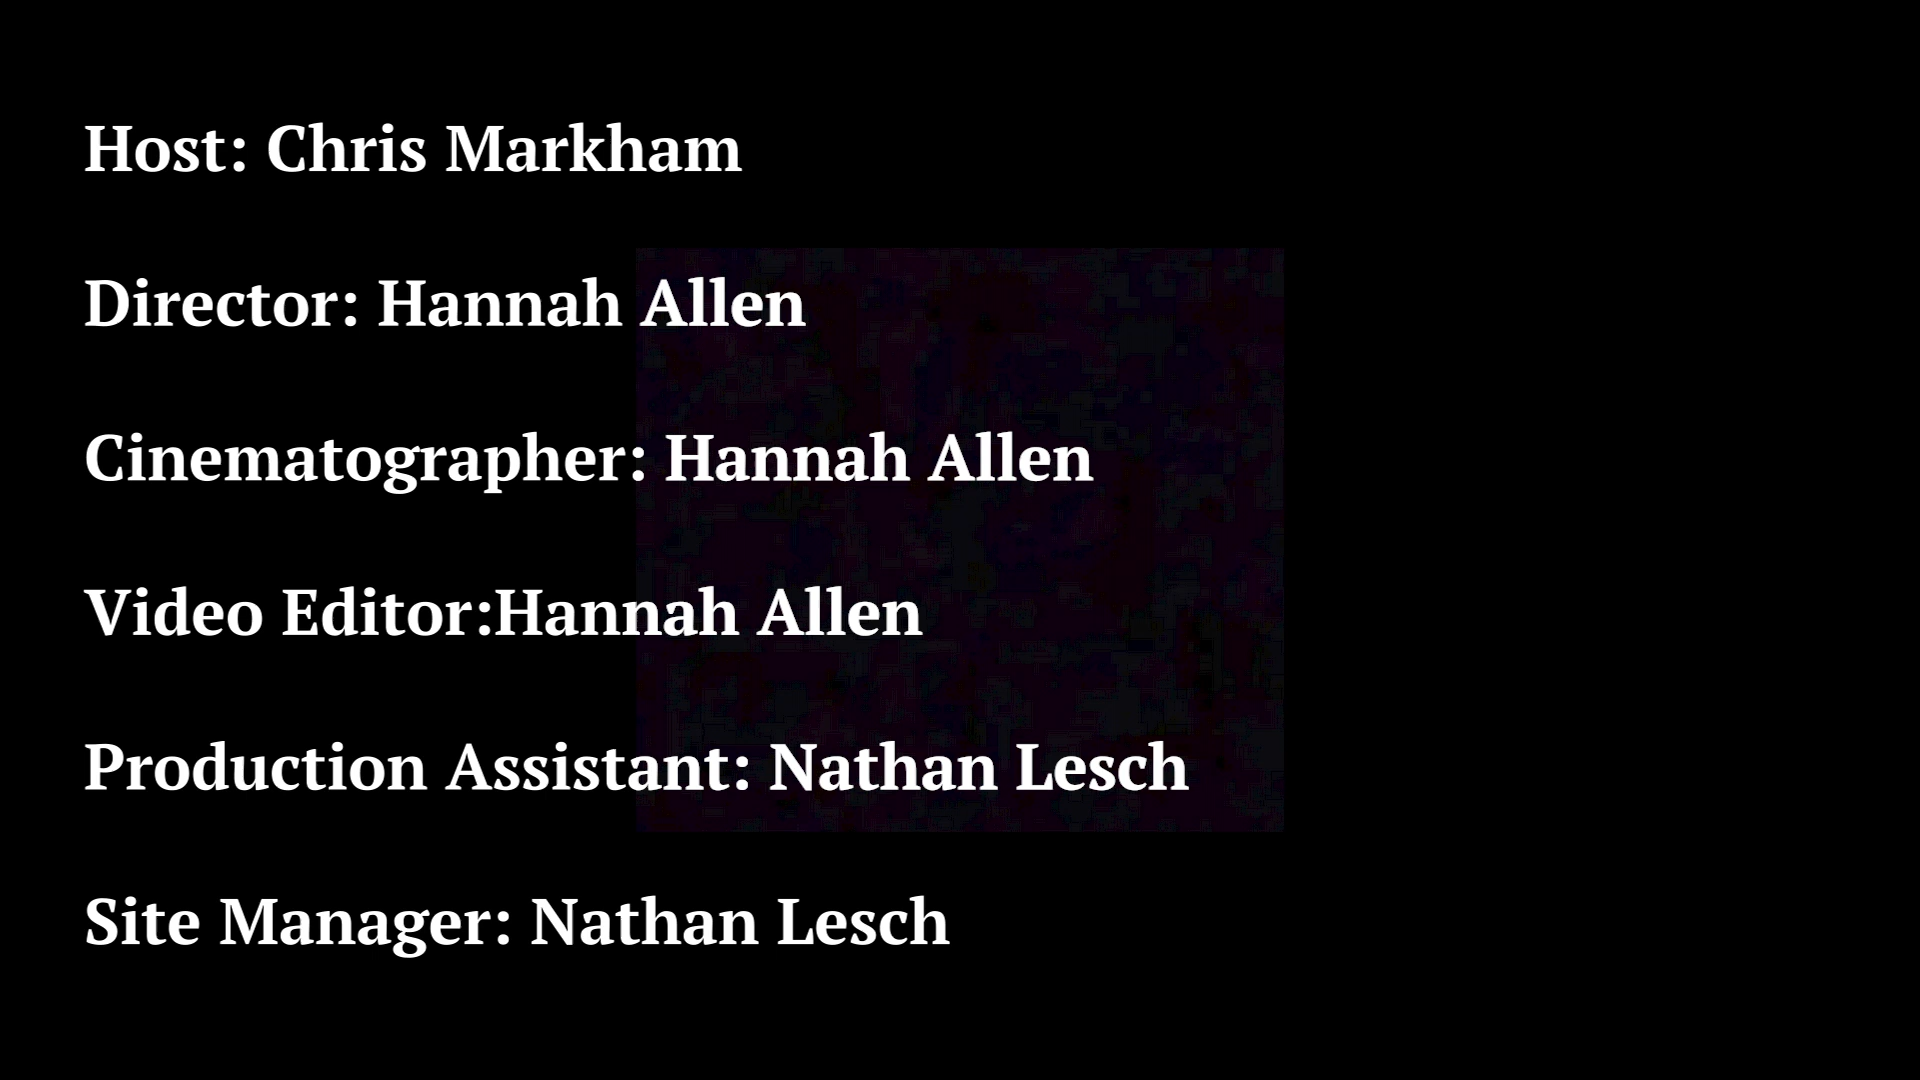 Host: Chris Markham
Director: Hannah Allen
Cinematographer: Hannah Allen
Video Editor:Hannah Allen
Production Assistant: Nathan Lesch
Site Manager: Nathan Lesch